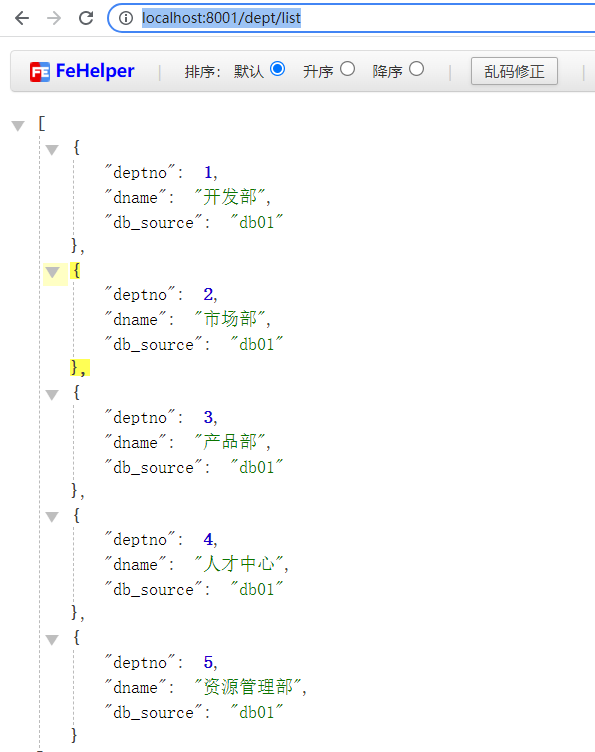 localhost:8001/dept/list
FeHelper | 排序: 默认 升序 降序 | 乱码修正 |
[
{
"deptno": 1,
"dname": "开发部",
"db_source": "db01"
},
{
"deptno": 2,
"dname": "市场部",
"db_source": "db01"
},
{
"deptno": 3,
"dname": "产品部",
"db_source": "db01"
},
{
"deptno": 4,
"dname": "人才中心",
"db_source": "db01"
},
{
"deptno": 5,
"dname": "资源管理部",
"db_source": "db01"
}